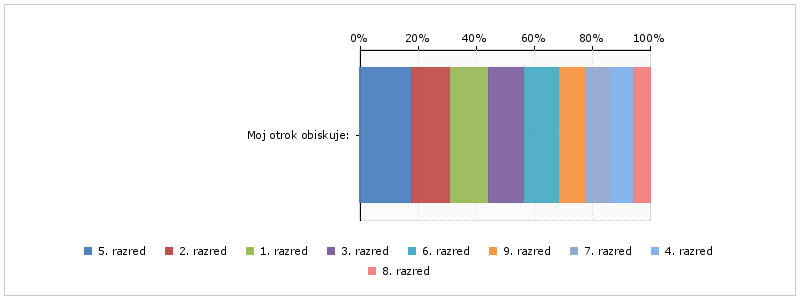 0% 20% 40% 60% 80% 100%
Moj otrok obiskuje:
5. razred 2. razred 1. razred 3. razred 6. razred 9. razred 7. razred 4. razred
8. razred